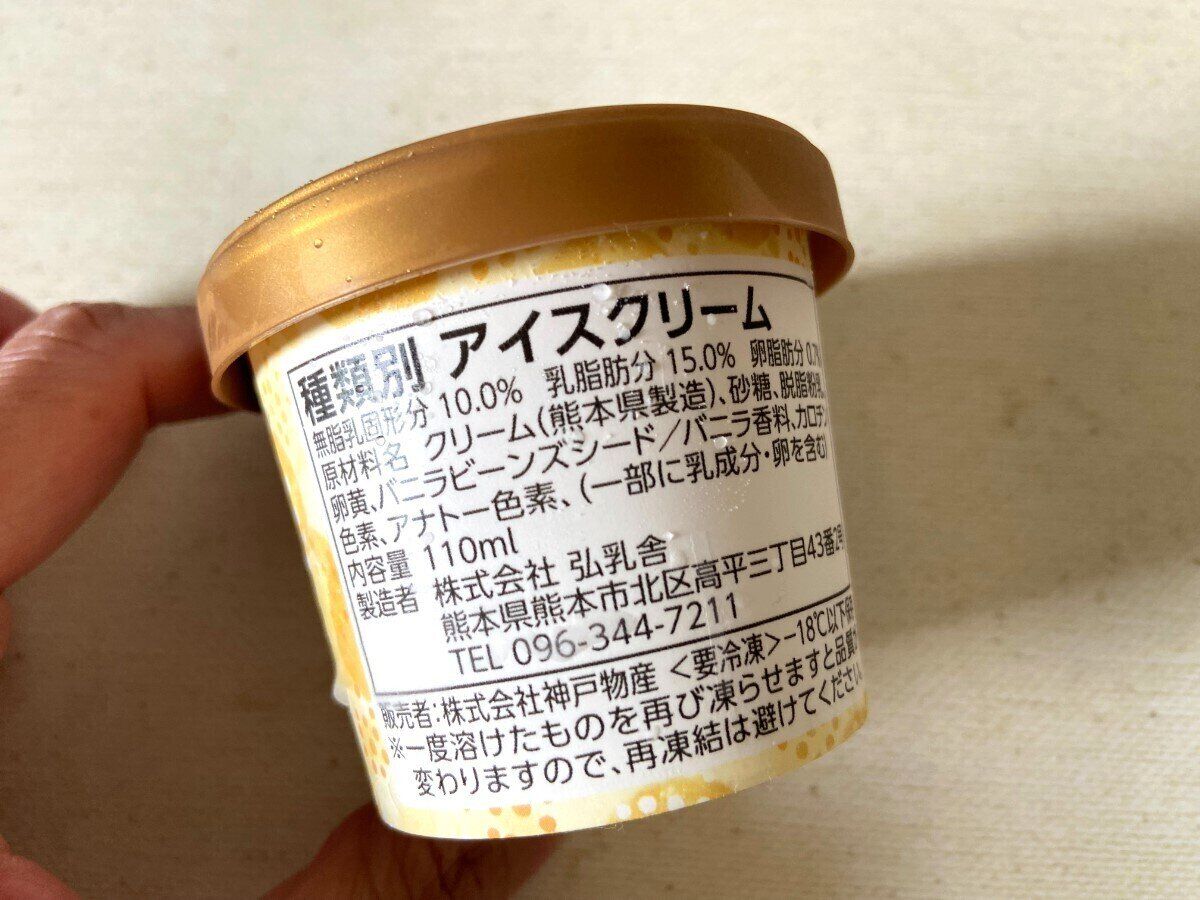 種類別 アイスクリーム
無脂乳固形分 10.0% 乳脂肪分 15.0% 卵脂肪分 0.7%
原材料名 クリーム(熊本県製造)、砂糖、脱脂粉乳、
卵黄、バニラビーンズシード/バニラ香料、カロチン
色素、アナトー色素、(一部に乳成分・卵を含む)
内容量 110ml
製造者 株式会社 弘乳舎
熊本県熊本市北区高平三丁目43番2号
TEL 096-344-7211
販売者:株式会社神戸物産 <要冷凍>-18℃以下保存
※一度溶けたものを再び凍らせますと品質が
変わりますので、再凍結は避けてください。